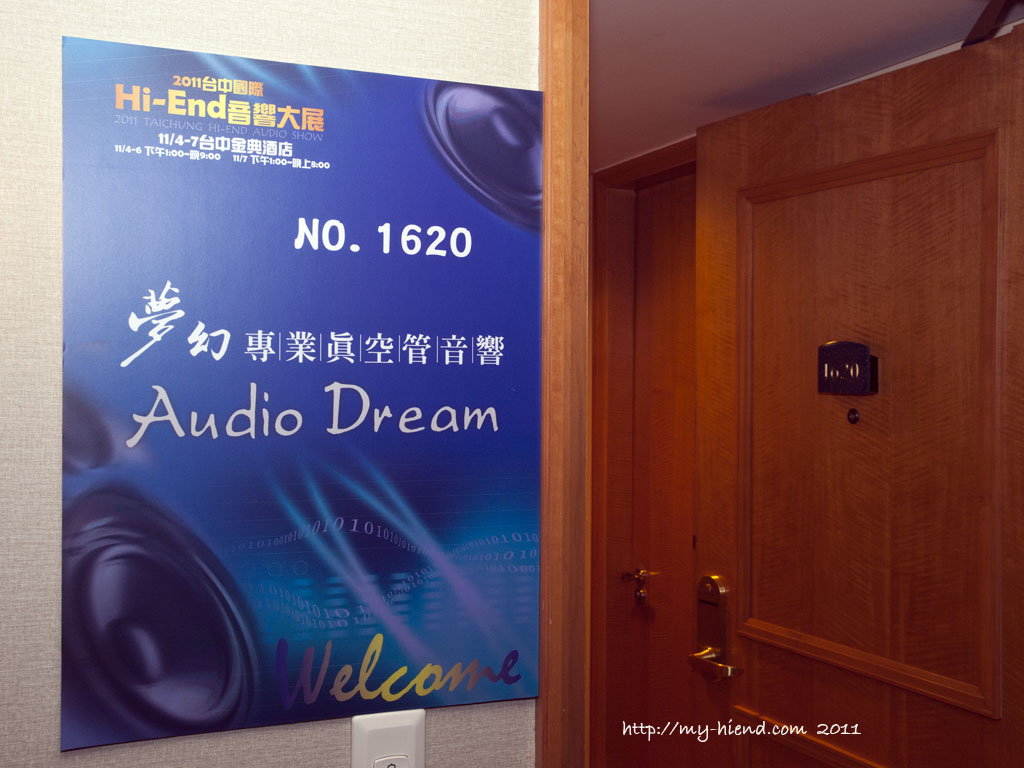 2011台中國際
Hi-End音響大展
2011 TAICHUNG HI-END AUDIO SHOW
11/4-7台中金典酒店
11/4-6 下午1:00~晚9:00 11/7 下午1:00~晚上8:00
NO. 1620
夢幻 專|業|眞|空|管|音|響
Audio Dream
Welcome
1620
http://my-hiend.com 2011